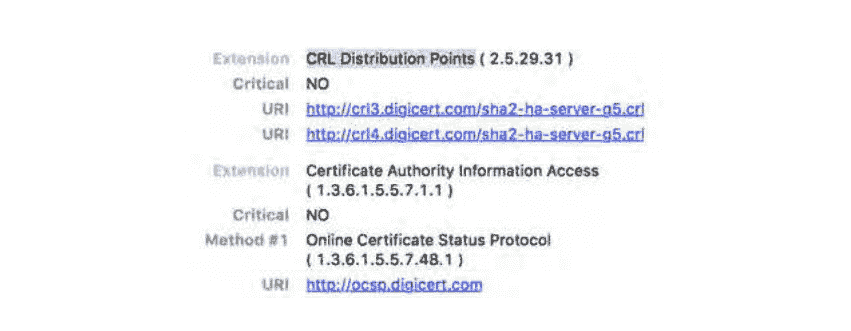 Extension CRL Distribution Points ( 2.5.29.31 )
Critical NO
URI http://crl3.digicert.com/sha2-ha-server-g5.crl
URI http://crl4.digicert.com/sha2-ha-server-g5.crl
Extension Certificate Authority Information Access
( 1.3.6.1.5.5.7.1.1 )
Critical NO
Method #1 Online Certificate Status Protocol
( 1.3.6.1.5.5.7.48.1 )
URI http://ocsp.digicert.com